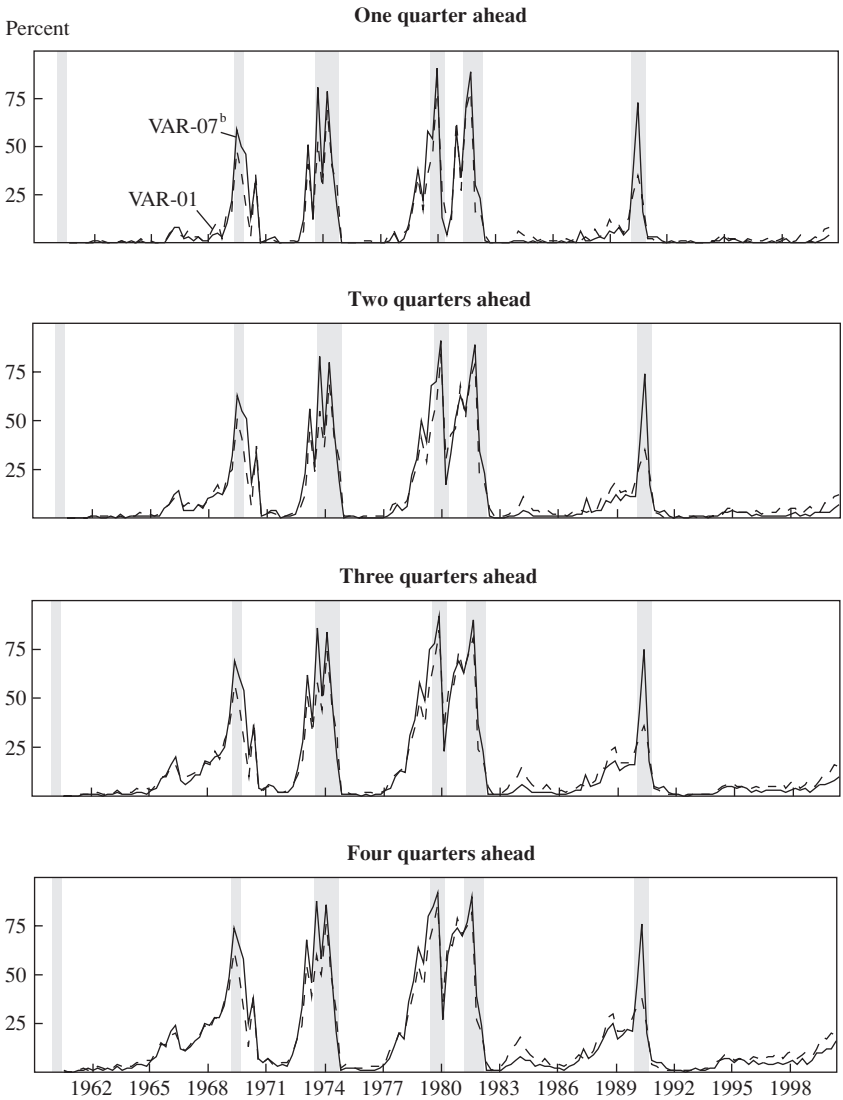 One quarter ahead
Percent
75
VAR-07b
50
VAR-01
25
Two quarters ahead
75
50
25
Three quarters ahead
75
50
25
Four quarters ahead
75
50
25
1962 1965 1968 1971 1974 1977 1980 1983 1986 1989 1992 1995 1998